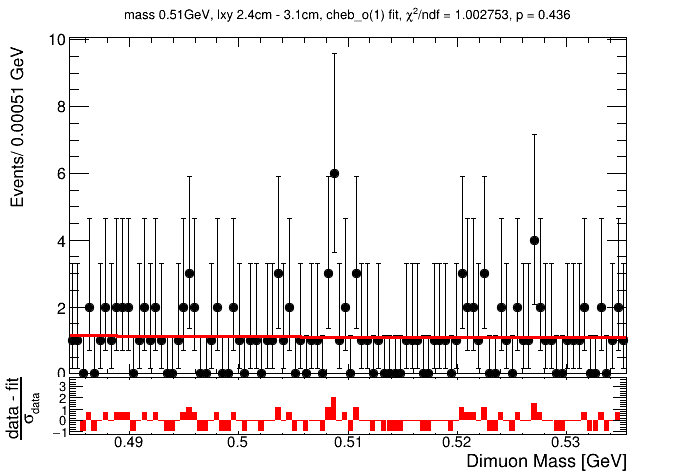 mass 0.51GeV, lxy 2.4cm - 3.1cm, cheb_o(1) fit, χ²/ndf = 1.002753, p = 0.436
Events/ 0.00051 GeV
10
8
6
4
2
0
data - fit
σdata
3
2
1
0
−1
0.49 0.5 0.51 0.52 0.53
Dimuon Mass [GeV]